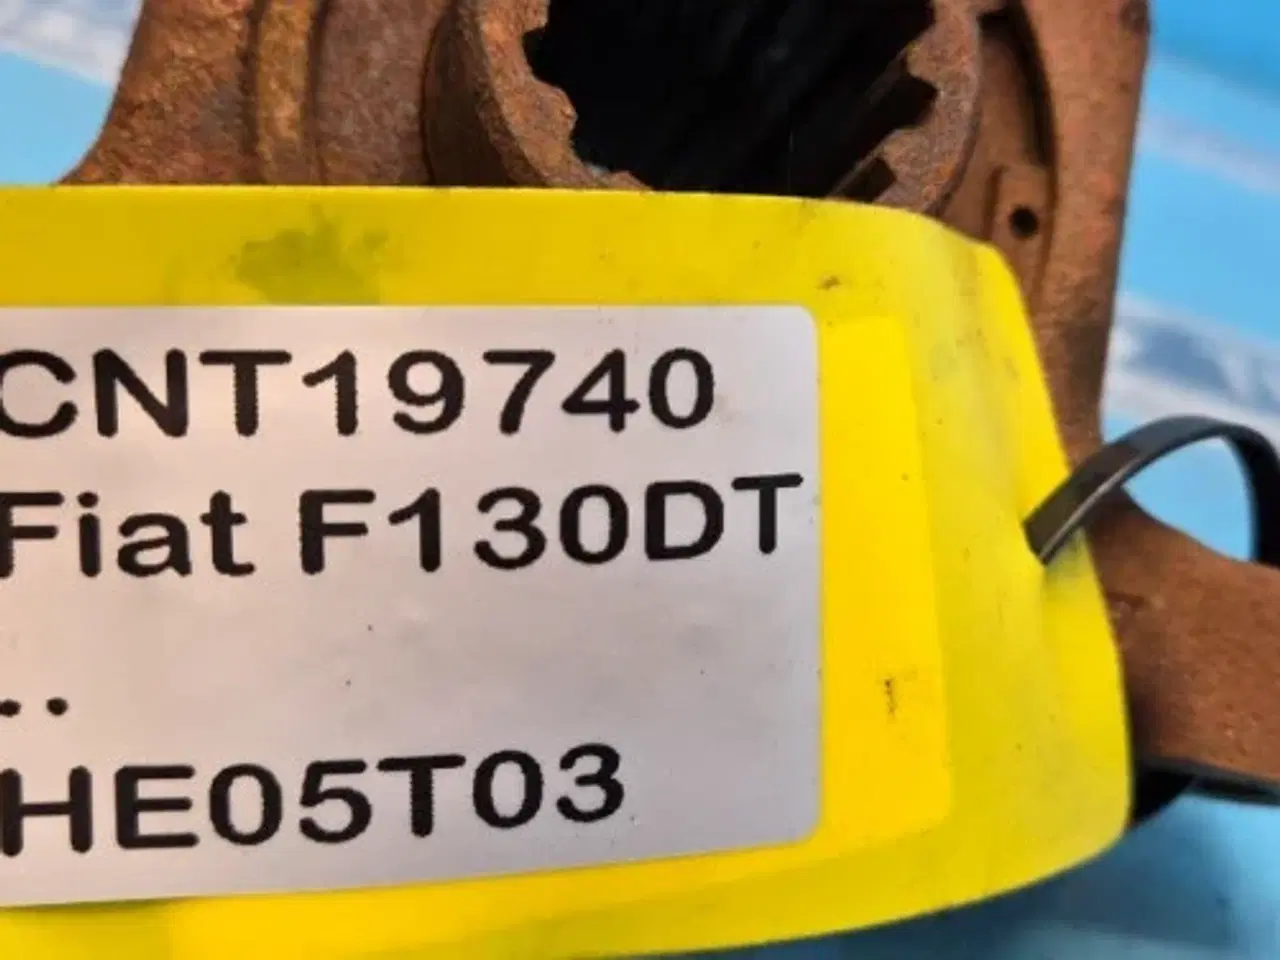 CNT19740
Fiat F130DT
..
HE05T03